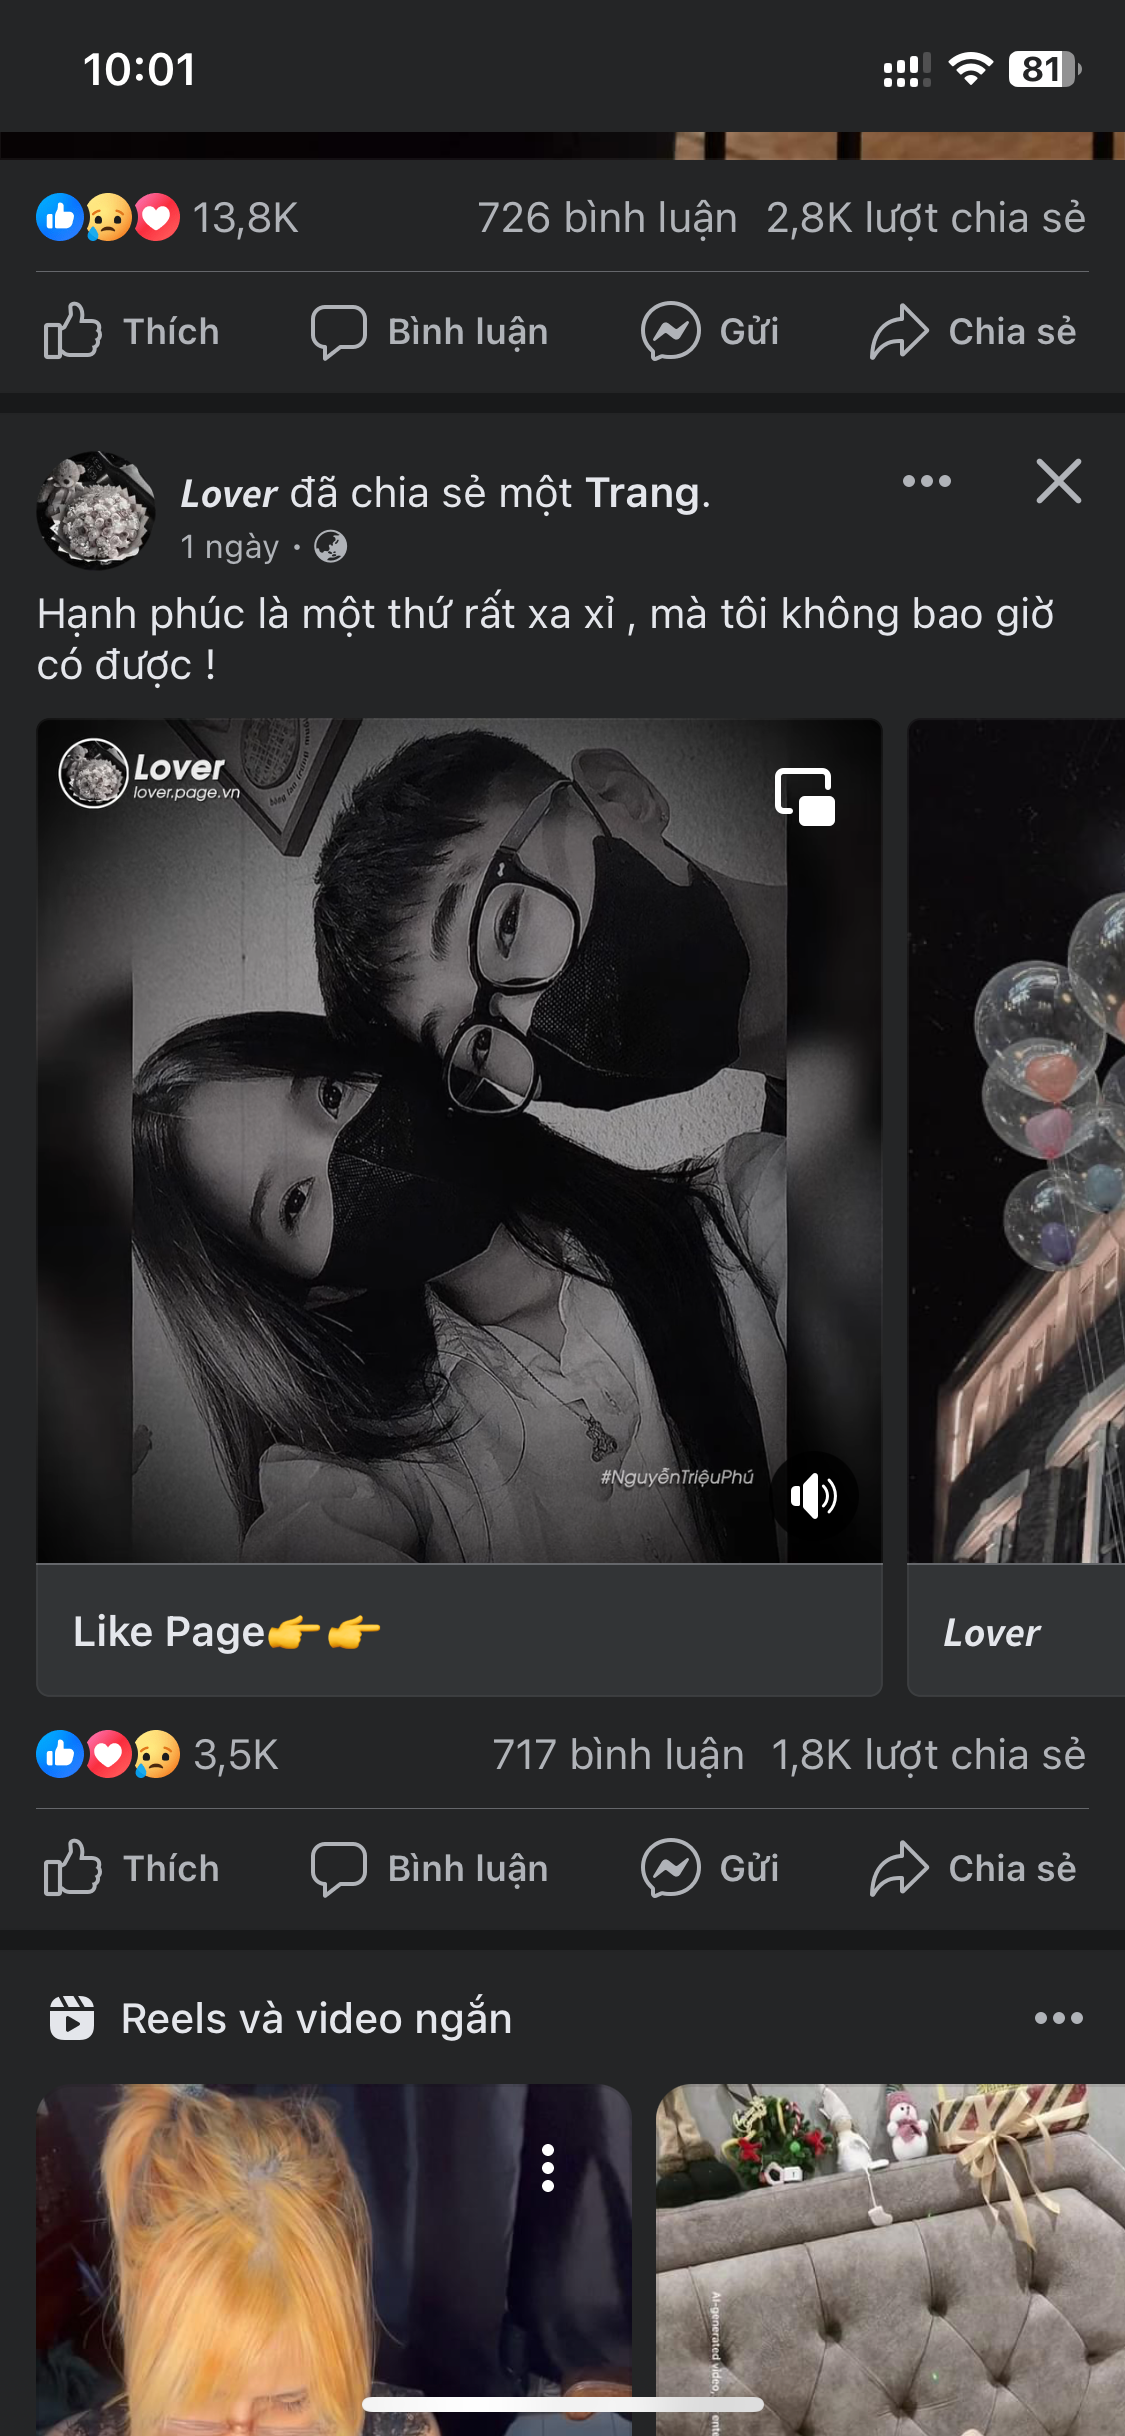 10:01
81
13,8K 726 bình luận 2,8K lượt chia sẻ
Thích Bình luận Gửi Chia sẻ
Lover đã chia sẻ một Trang.
1 ngày ·
Hạnh phúc là một thứ rất xa xỉ , mà tôi không bao giờ
có được !
Lover
lover.page.vn
#NguyễnTriệuPhú
Like Page👉👉
Lover
3,5K 717 bình luận 1,8K lượt chia sẻ
Thích Bình luận Gửi Chia sẻ
Reels và video ngắn
AI-generated video,